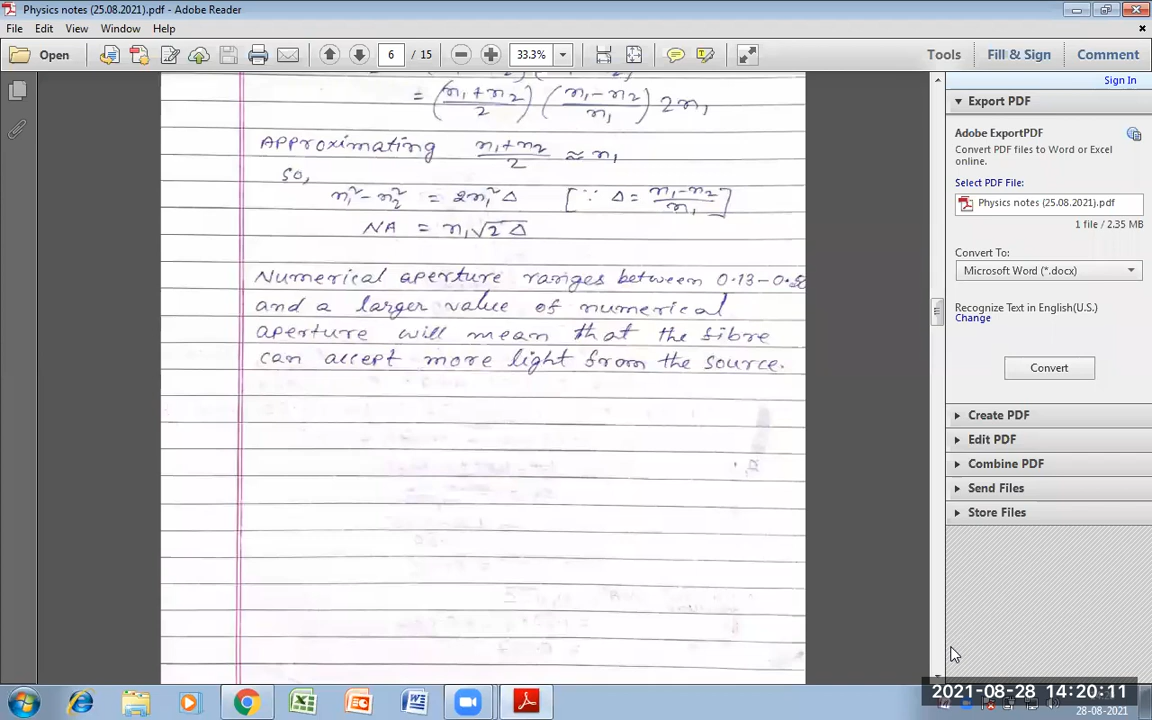 Physics notes (25.08.2021).pdf - Adobe Reader
File Edit View Window Help
Open 6 / 15 33.3% Tools Fill & Sign Comment
Sign In
Export PDF
Adobe ExportPDF
Convert PDF files to Word or Excel online.
Select PDF File:
Physics notes (25.08.2021).pdf
1 file / 2.35 MB
Convert To:
Microsoft Word (*.docx)
Recognize Text in English(U.S.)
Change
Convert
Create PDF
Edit PDF
Combine PDF
Send Files
Store Files
= ((n₁+n₂)/2) ((n₁-n₂)/n₁) 2n₁
Approximating (n₁+n₂)/2 ≈ n₁
So,
n₁²-n₂² = 2n₁²Δ [∵ Δ = (n₁-n₂)/n₁]
NA = n₁√2Δ
Numerical aperture ranges between 0.13-0.50
and a larger value of numerical
aperture will mean that the fibre
can accept more light from the source.
2021-08-28 14:20:11
28-08-2021